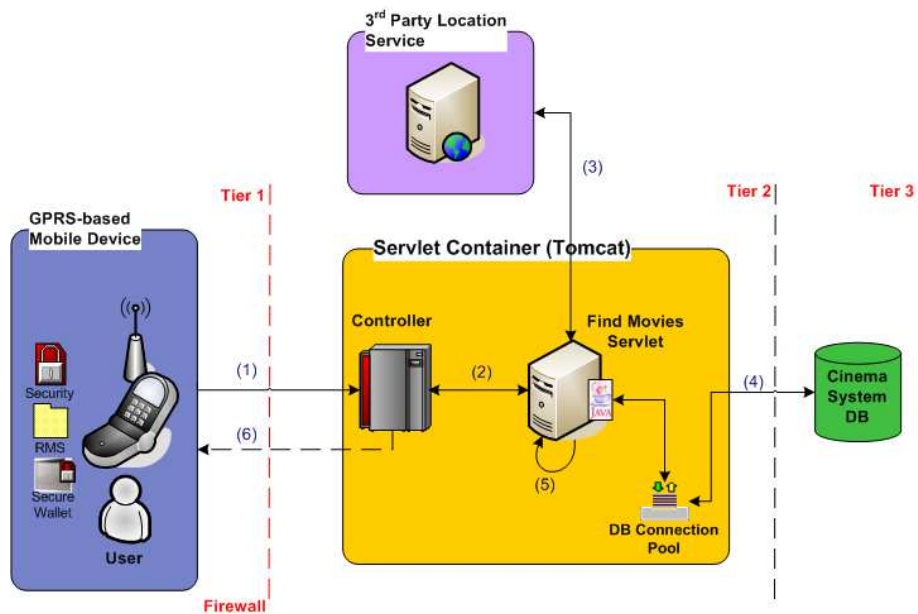 3rd Party Location
Service
(3)
Tier 1
Tier 2
Tier 3
GPRS-based
Mobile Device
Servlet Container (Tomcat)
Controller
Find Movies
Servlet
(1)
(2)
(4)
Cinema
System
DB
JAVA
Security
(6)
RMS
(5)
Secure
Wallet
User
DB Connection
Pool
Firewall